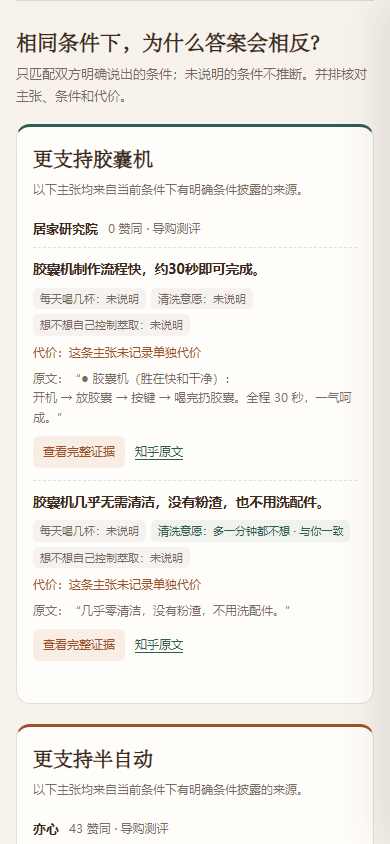 相同条件下，为什么答案会相反？
只匹配双方明确说出的条件；未说明的条件不推断。并排核对
主张、条件和代价。
更支持胶囊机
以下主张均来自当前条件下有明确条件披露的来源。
居家研究院 0 赞同 · 导购测评
胶囊机制作流程快，约30秒即可完成。
每天喝几杯：未说明 清洗意愿：未说明
想不想自己控制萃取：未说明
代价：这条主张未记录单独代价
原文：“● 胶囊机（胜在快和干净）:
开机 → 放胶囊 → 按键 → 喝完扔胶囊。全程 30 秒，一气呵
成。”
查看完整证据 知乎原文
胶囊机几乎无需清洁，没有粉渣，也不用洗配件。
每天喝几杯：未说明 清洗意愿：多一分钟都不想 · 与你一致
想不想自己控制萃取：未说明
代价：这条主张未记录单独代价
原文：“几乎零清洁，没有粉渣，不用洗配件。”
查看完整证据 知乎原文
更支持半自动
以下主张均来自当前条件下有明确条件披露的来源。
亦心 43 赞同 · 导购测评